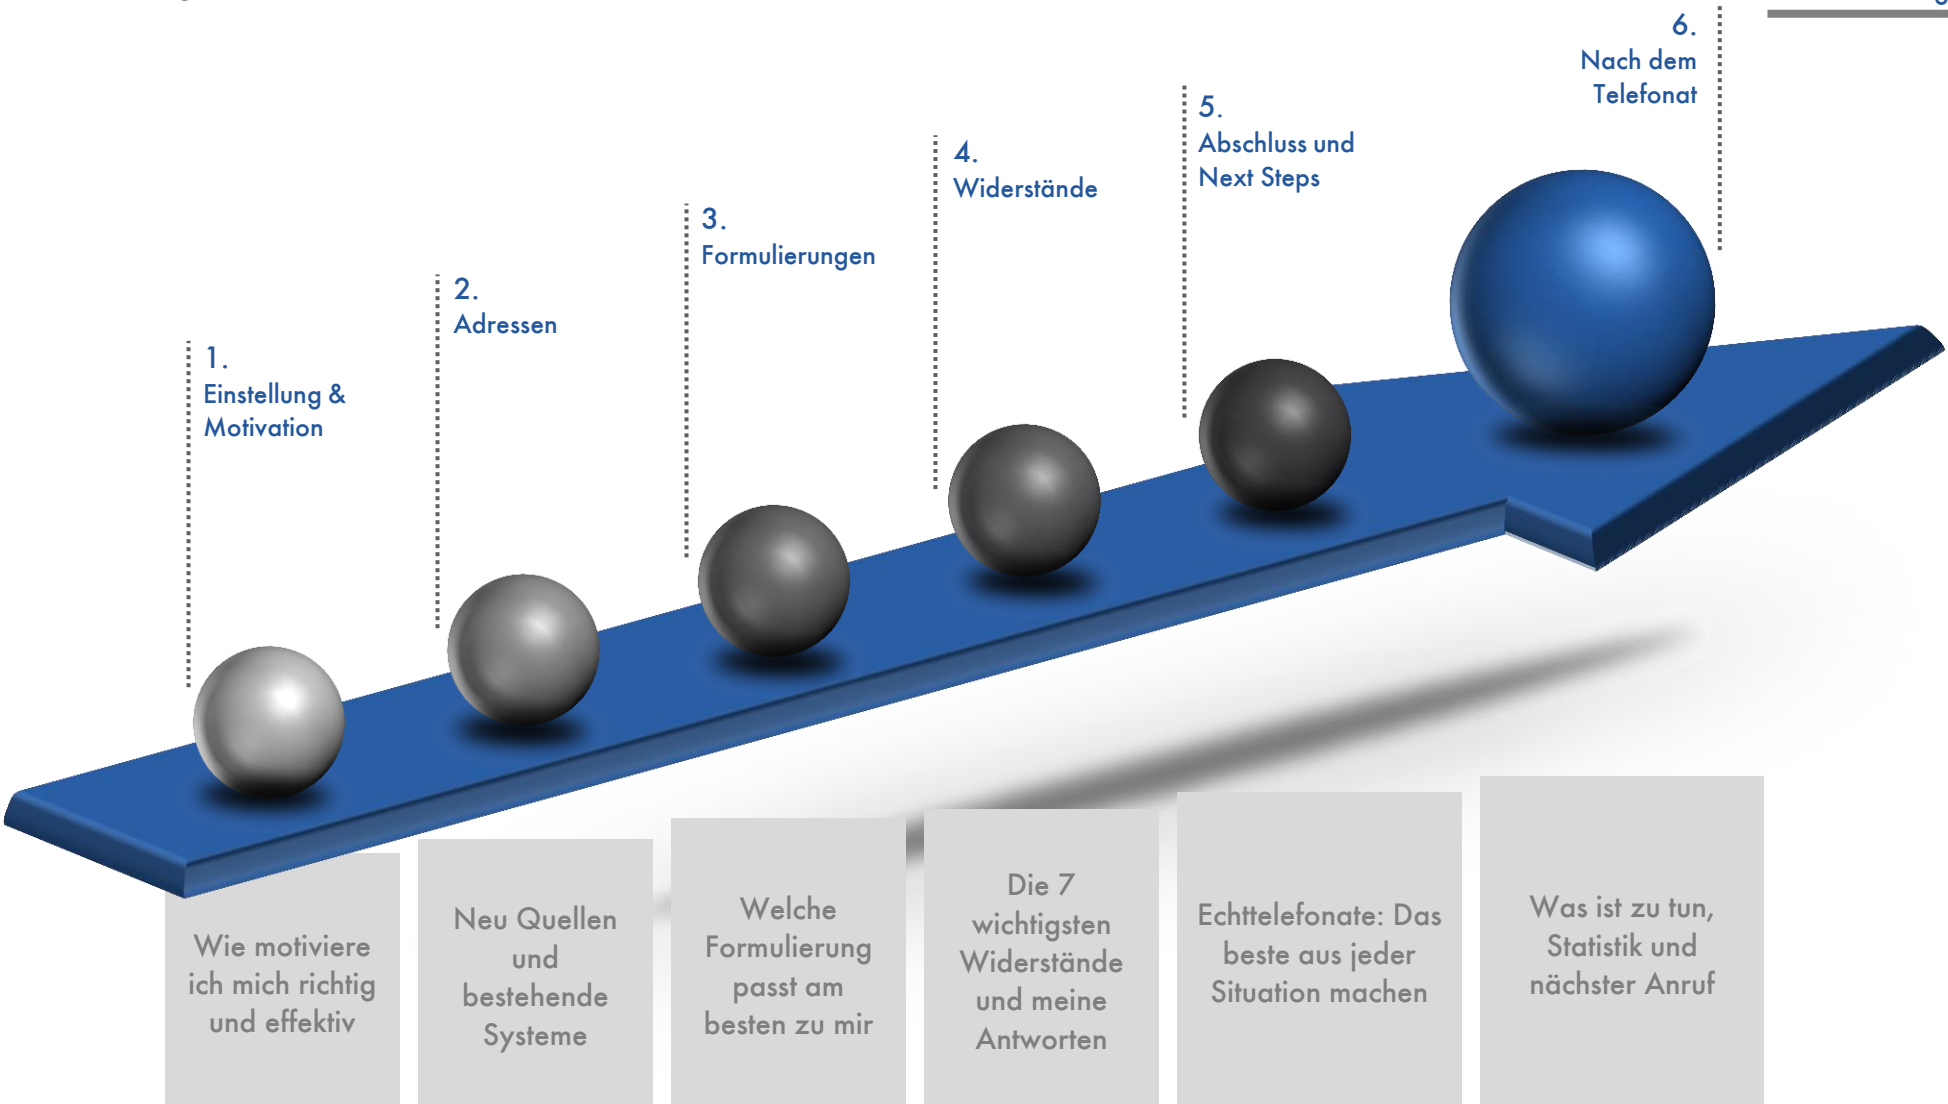 1.
Einstellung &
Motivation
2.
Adressen
3.
Formulierungen
4.
Widerstände
5.
Abschluss und
Next Steps
6.
Nach dem
Telefonat
Wie motiviere
ich mich richtig
und effektiv
Neu Quellen
und
bestehende
Systeme
Welche
Formulierung
passt am
besten zu mir
Die 7
wichtigsten
Widerstände
und meine
Antworten
Echttelefonate: Das
beste aus jeder
Situation machen
Was ist zu tun,
Statistik und
nächster Anruf